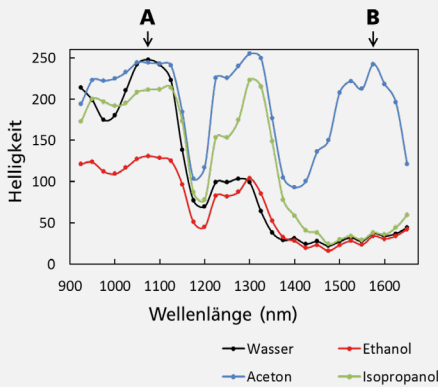 A B
250
200
150
100
50
0
Helligkeit
900 1000 1100 1200 1300 1400 1500 1600
Wellenlänge (nm)
Wasser Ethanol
Aceton Isopropanol